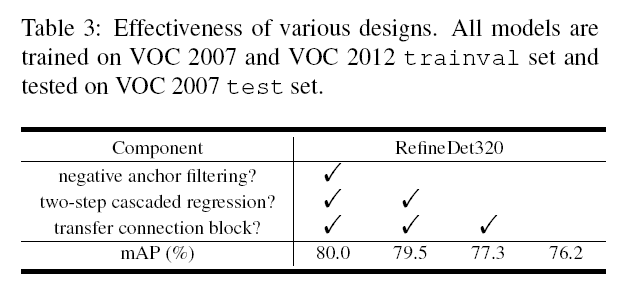 Table 3: Effectiveness of various designs. All models are
trained on VOC 2007 and VOC 2012 trainval set and
tested on VOC 2007 test set.
Component RefineDet320
negative anchor filtering? ✓
two-step cascaded regression? ✓ ✓
transfer connection block? ✓ ✓ ✓
mAP (%) 80.0 79.5 77.3 76.2